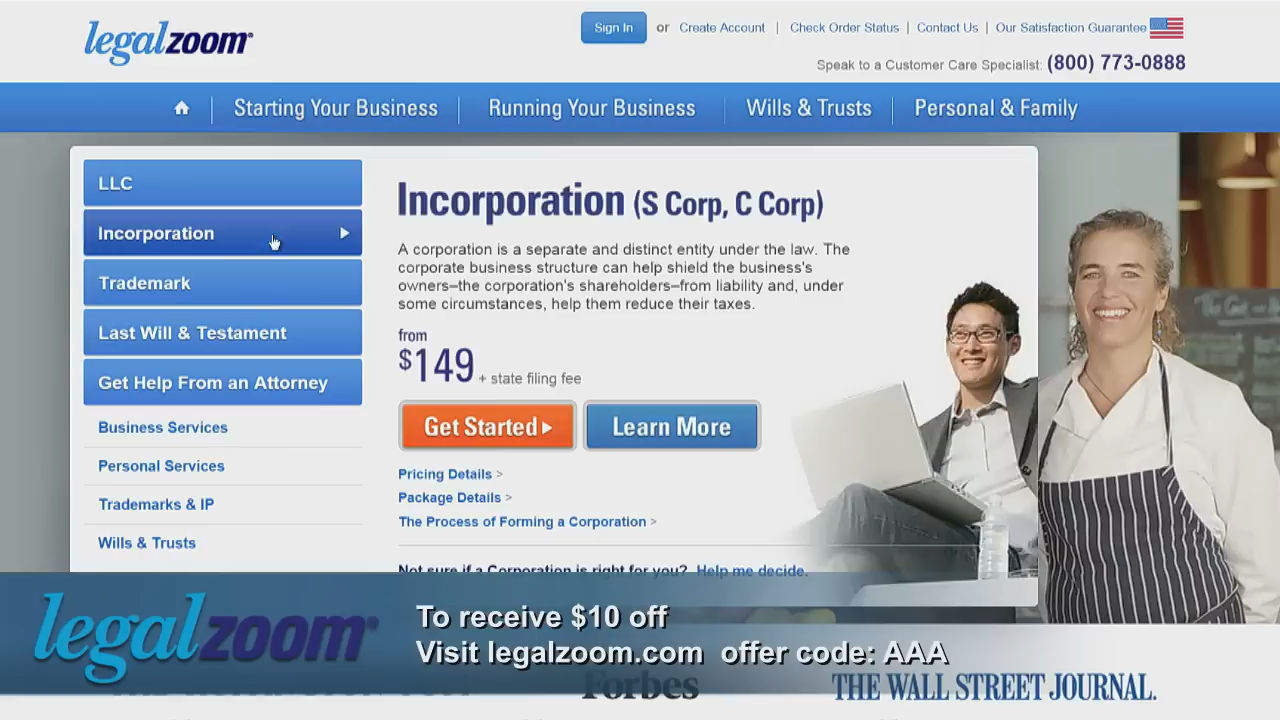 legalzoom®
Sign In or Create Account | Check Order Status | Contact Us | Our Satisfaction Guarantee
Speak to a Customer Care Specialist: (800) 773-0888
Starting Your Business | Running Your Business | Wills & Trusts | Personal & Family
LLC
Incorporation
Trademark
Last Will & Testament
Get Help From an Attorney
Business Services
Personal Services
Trademarks & IP
Wills & Trusts
Incorporation (S Corp, C Corp)
A corporation is a separate and distinct entity under the law. The
corporate business structure can help shield the business's
owners–the corporation's shareholders–from liability and, under
some circumstances, help them reduce their taxes.
from
$149 + state filing fee
Get Started
Learn More
Pricing Details >
Package Details >
The Process of Forming a Corporation >
Not sure if a Corporation is right for you? Help me decide.
legalzoom®
To receive $10 off
Visit legalzoom.com offer code: AAA
Forbes
THE WALL STREET JOURNAL.